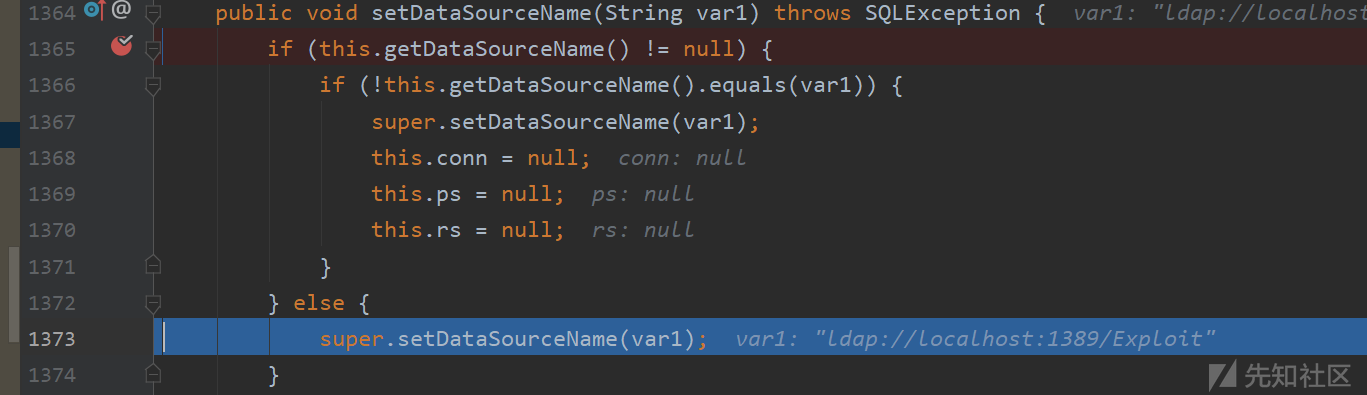 1364 @ public void setDataSourceName(String var1) throws SQLException { var1: "ldap://localhost
1365 if (this.getDataSourceName() != null) {
1366 if (!this.getDataSourceName().equals(var1)) {
1367 super.setDataSourceName(var1);
1368 this.conn = null; conn: null
1369 this.ps = null; ps: null
1370 this.rs = null; rs: null
1371 }
1372 } else {
1373 super.setDataSourceName(var1); var1: "ldap://localhost:1389/Exploit"
1374 }
先知社区